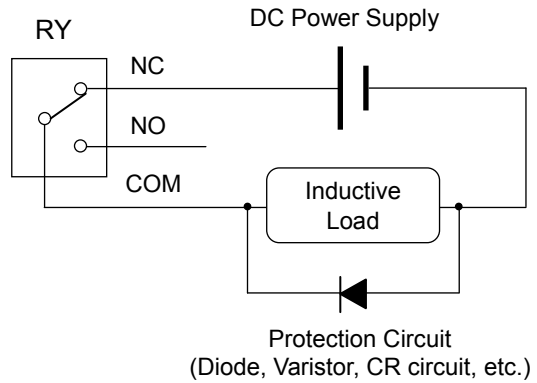 DC Power Supply
RY
NC
NO
COM
Inductive
Load
Protection Circuit
(Diode, Varistor, CR circuit, etc.)